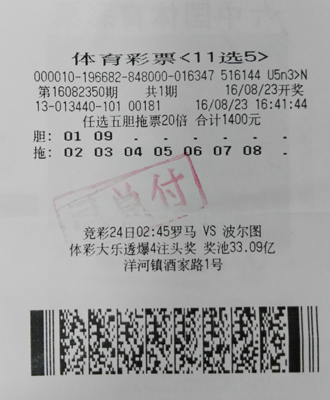 体育彩票<11选5>
000010-196682-848000-016347 516144 U5n3>N
第16082350期 共1期 16/08/23开奖
13-013440-101 00181 16/08/23 16:41:44
任选五胆拖票20倍 合计1400元
胆: 01 09 . . .
拖: 02 03 04 05 06 07 08 .
已兑付
竞彩24日02:45罗马 VS 波尔图
体彩大乐透爆4注头奖 奖池33.09亿
洋河镇酒家路1号